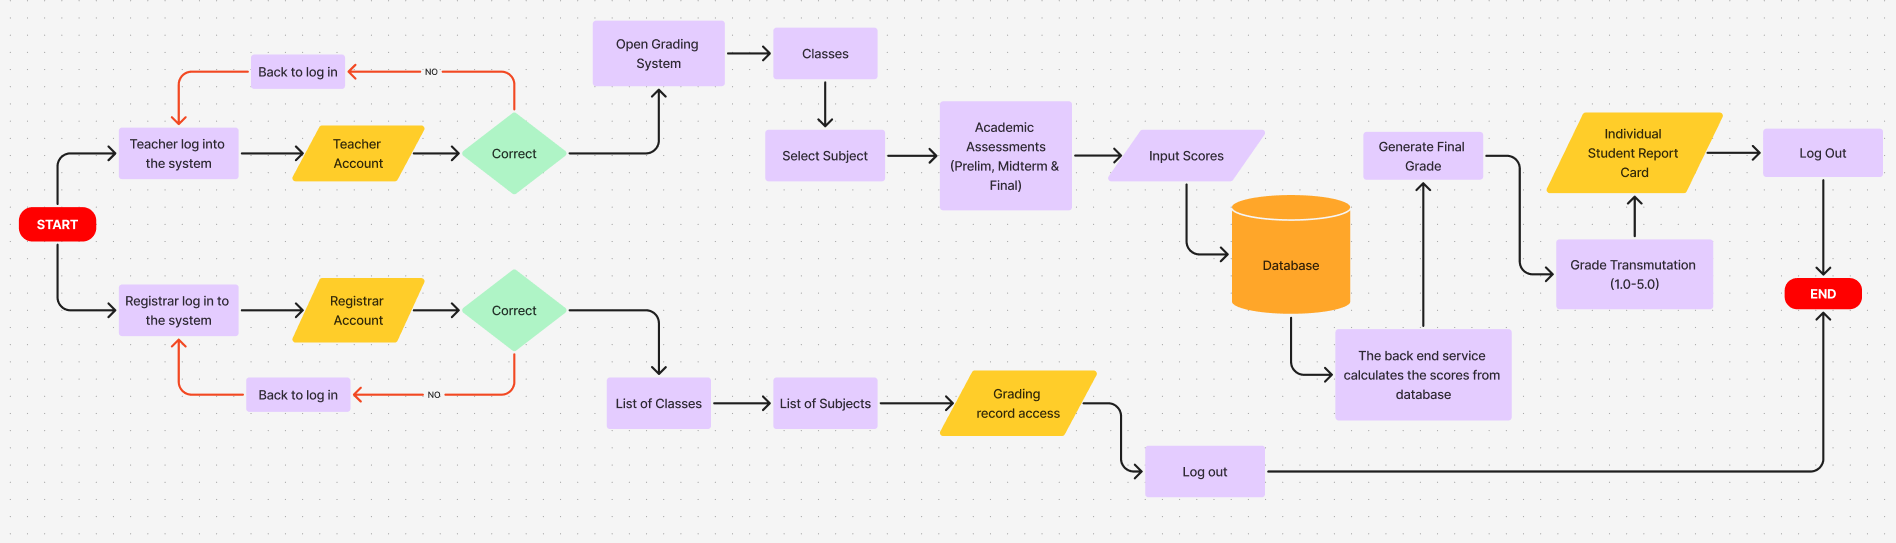 START
Teacher log into
the system
Back to log in
NO
Teacher
Account
Correct
Open Grading
System
Classes
Select Subject
Academic
Assessments
(Prelim, Midterm &
Final)
Input Scores
Database
The back end service
calculates the scores from
database
Generate Final
Grade
Grade Transmutation
(1.0-5.0)
Individual
Student Report
Card
Log Out
END
Registrar log in to
the system
Registrar
Account
Correct
NO
Back to log in
List of Classes
List of Subjects
Grading
record access
Log out